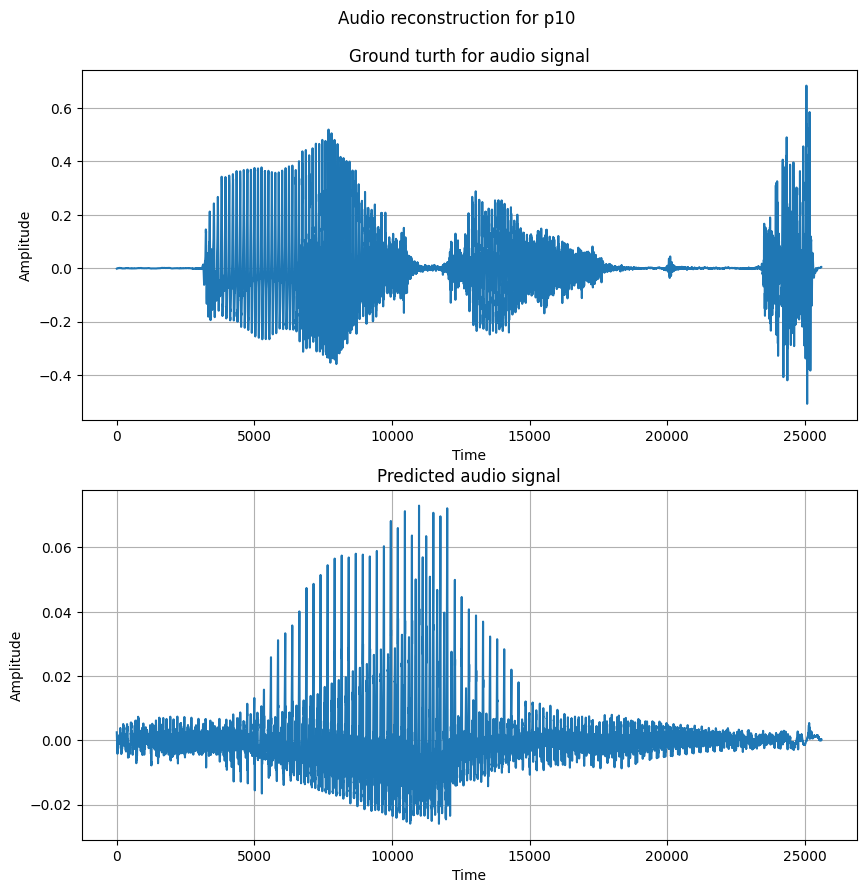 Audio reconstruction for p10
Ground turth for audio signal
0.6
0.4
0.2
0.0
−0.2
−0.4
Amplitude
0 5000 10000 15000 20000 25000
Time
Predicted audio signal
0.06
0.04
0.02
0.00
−0.02
Amplitude
0 5000 10000 15000 20000 25000
Time